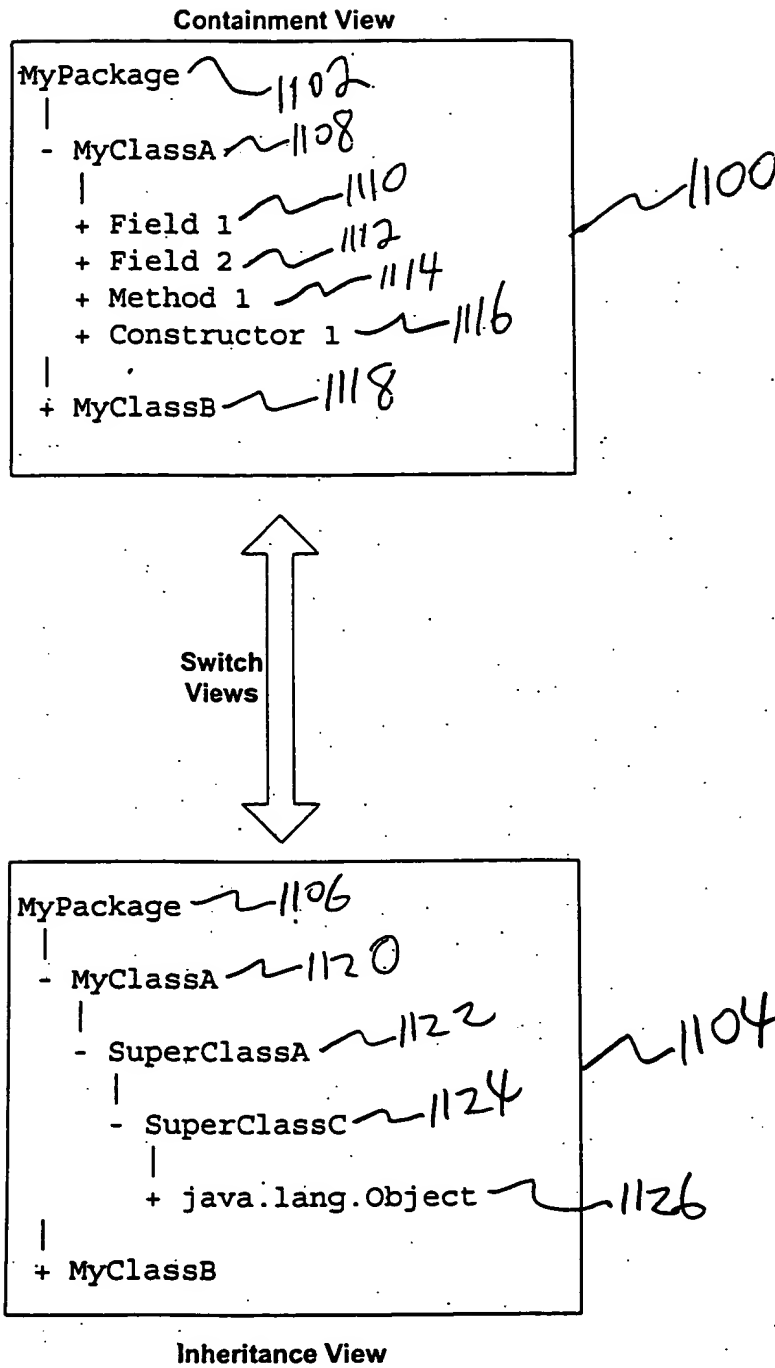 Containment View
MyPackage 1102
|
- MyClassA 1108
|
+ Field 1 1110
+ Field 2 1112
+ Method 1 1114
+ Constructor 1 1116
|
+ MyClassB 1118
1100
Switch
Views
MyPackage 1106
|
- MyClassA 1120
|
- SuperClassA 1122
|
- SuperClassC 1124
|
+ java.lang.Object 1126
|
+ MyClassB
1104
Inheritance View